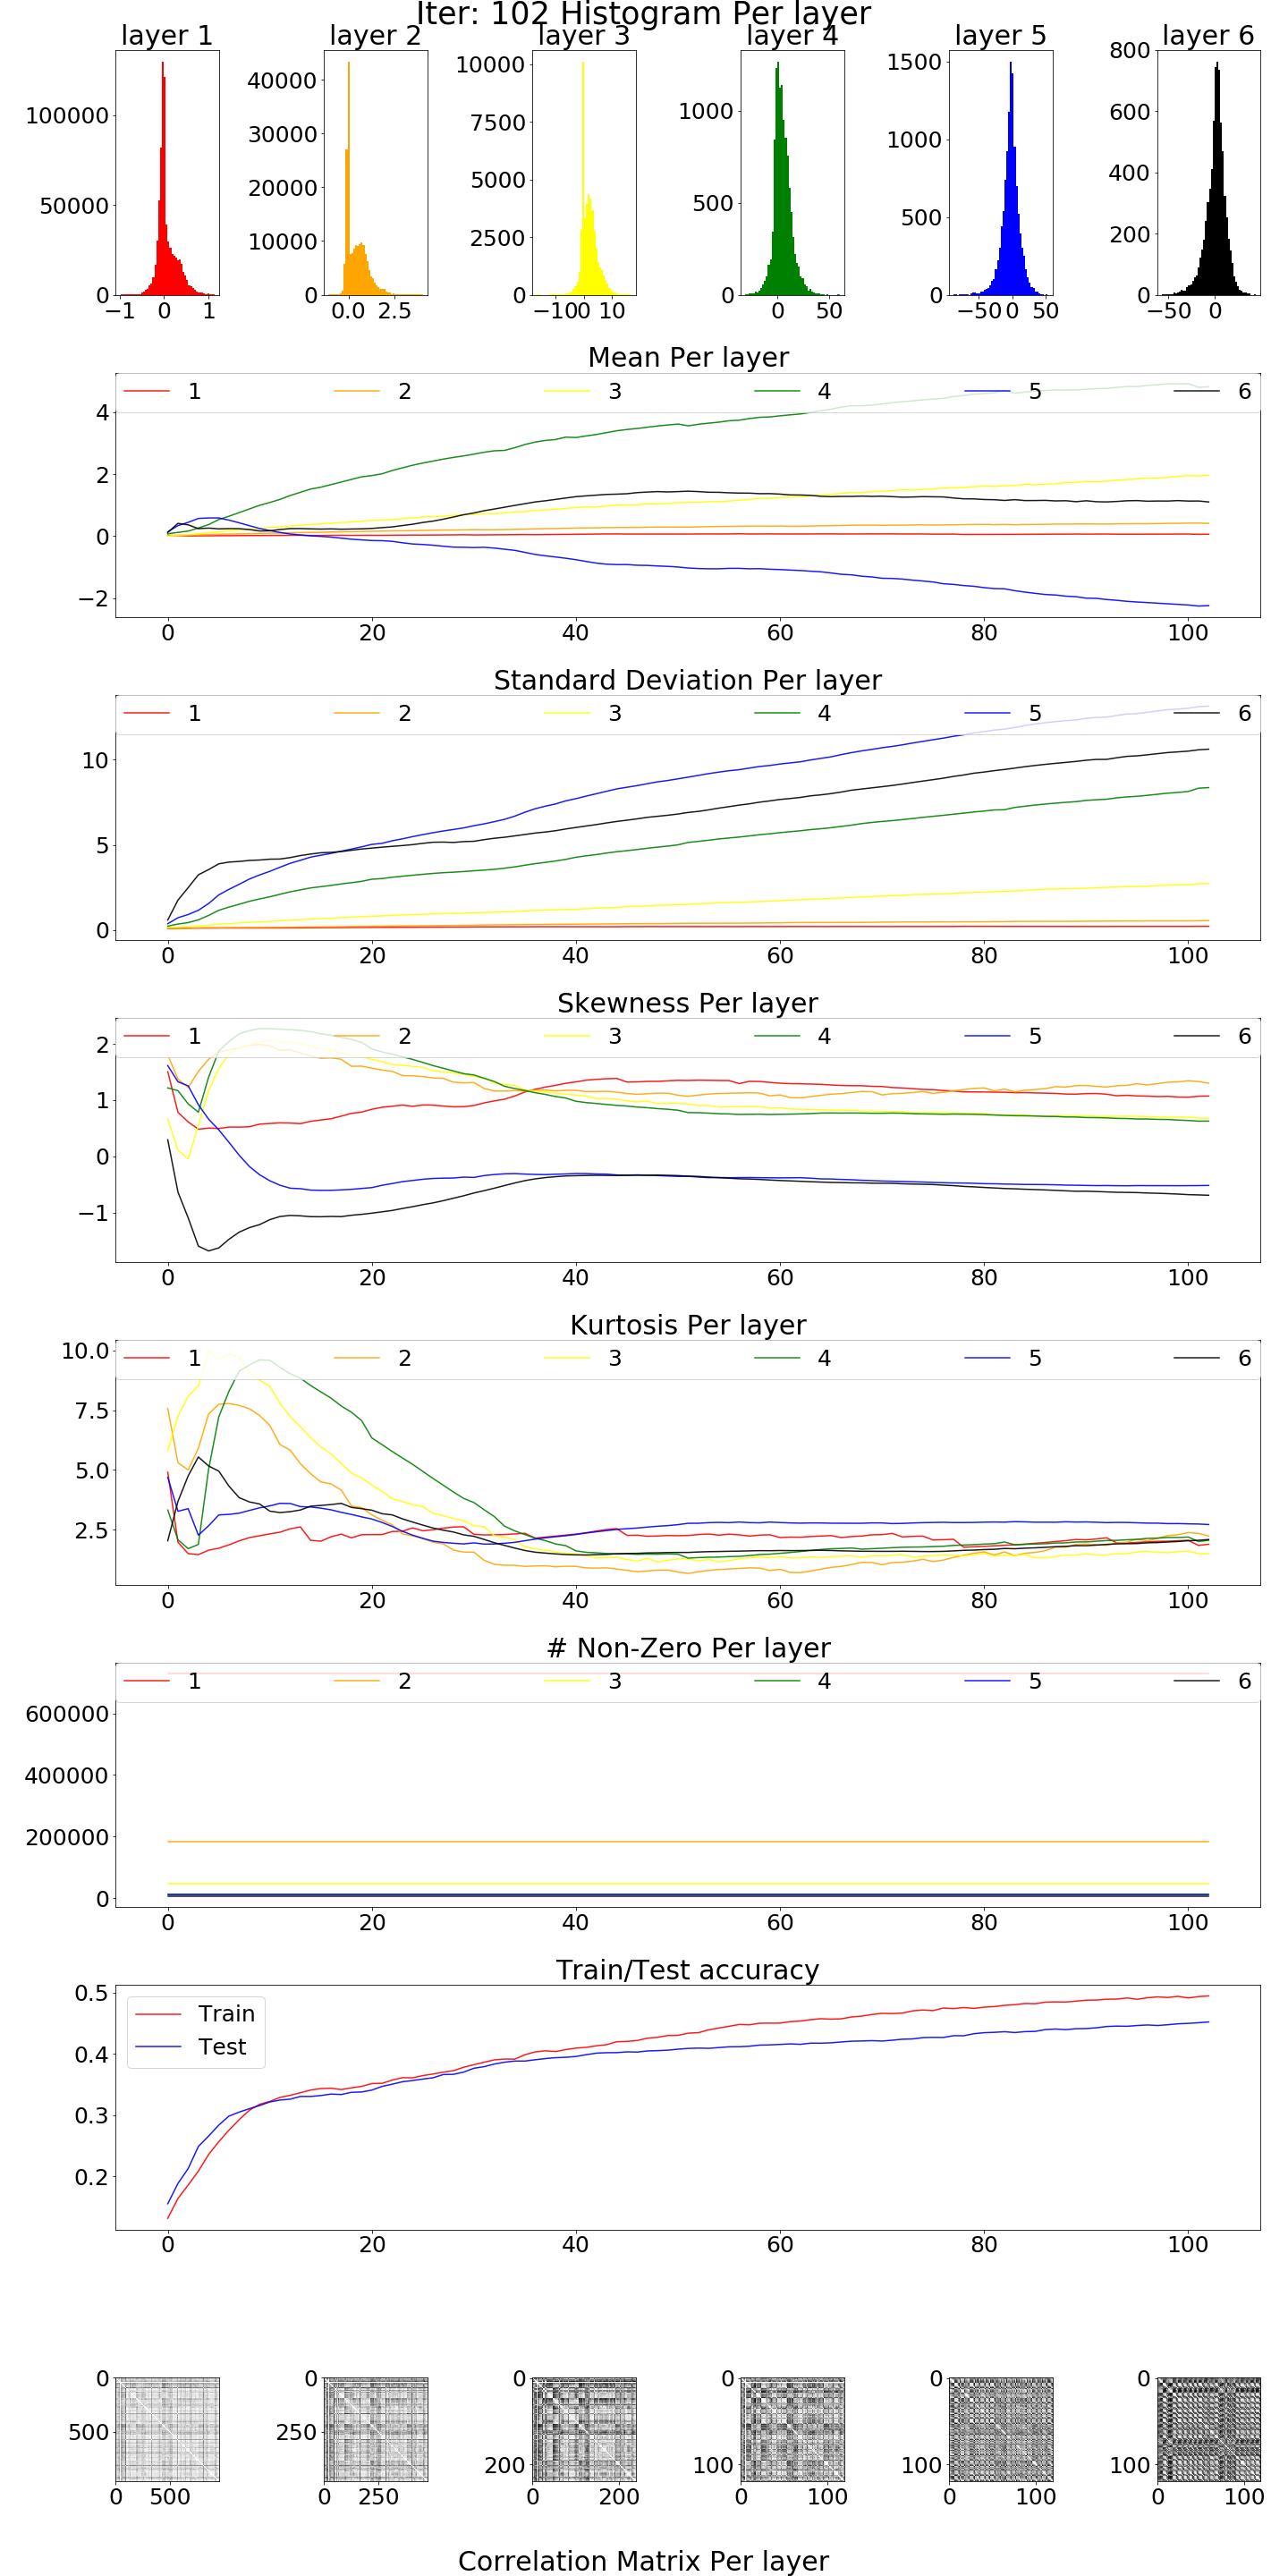 Iter: 102 Histogram Per layer
layer 1 layer 2 layer 3 layer 4 layer 5 layer 6
100000 50000 0 −1 0 1
40000 30000 20000 10000 0 0.0 2.5
10000 7500 5000 2500 0 −10 0 10
1000 500 0 0 50
1500 1000 500 0 −50 0 50
800 600 400 200 0 −50 0
Mean Per layer
1 2 3 4 5 6
4
2
0
−2
0 20 40 60 80 100
Standard Deviation Per layer
1 2 3 4 5 6
10
5
0
0 20 40 60 80 100
Skewness Per layer
1 2 3 4 5 6
2
1
0
−1
0 20 40 60 80 100
Kurtosis Per layer
1 2 3 4 5 6
10.0
7.5
5.0
2.5
0 20 40 60 80 100
# Non-Zero Per layer
1 2 3 4 5 6
600000
400000
200000
0
0 20 40 60 80 100
Train/Test accuracy
Train
Test
0.5
0.4
0.3
0.2
0 20 40 60 80 100
0 500 0 500
0 250 0 250
0 200 0 200
0 100 0 100
0 100 0 100
0 100 0 100
Correlation Matrix Per layer